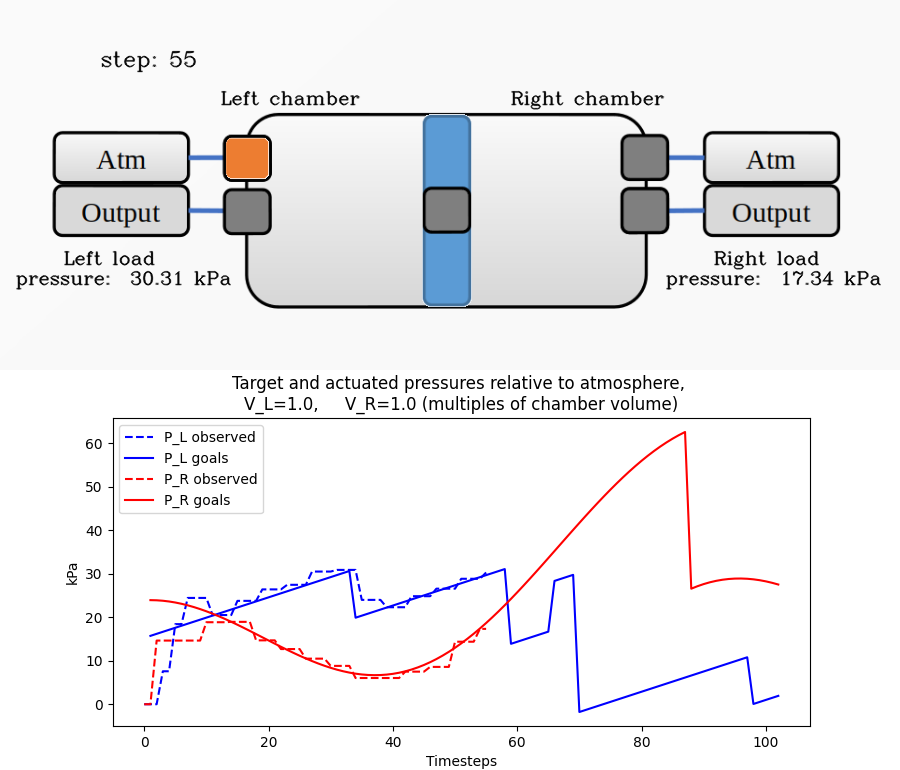 step: 55
Left chamber
Right chamber
Atm
Atm
Output
Output
Left load
pressure: 30.31 kPa
Right load
pressure: 17.34 kPa
Target and actuated pressures relative to atmosphere,
V_L=1.0, V_R=1.0 (multiples of chamber volume)
P_L observed
P_L goals
P_R observed
P_R goals
60
50
40
30
20
10
0
kPa
0 20 40 60 80 100
Timesteps